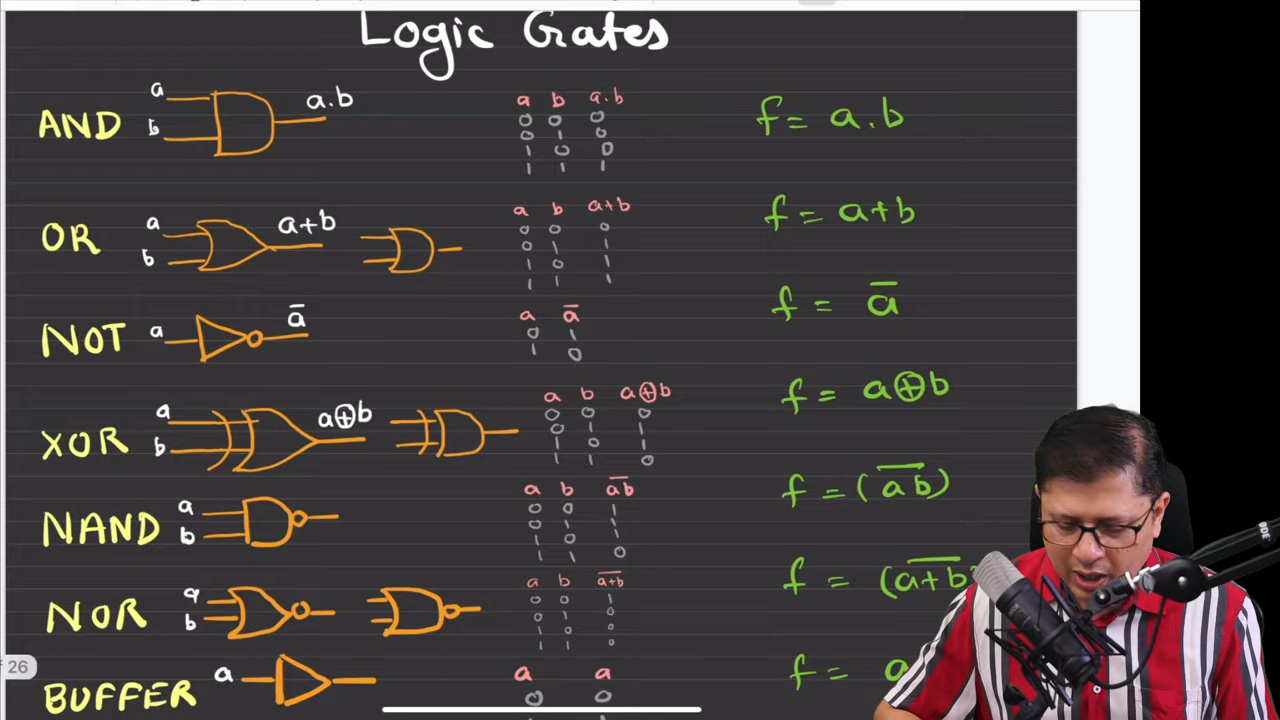 Logic Gates
AND a b a.b
a b a.b
0 0 0
0 1 0
1 0 0
1 1 1
f = a.b
OR a b a+b
a b a+b
0 0 0
0 1 1
1 0 1
1 1 1
f = a+b
NOT a a̅
a a̅
0 1
1 0
f = a̅
XOR a b a⊕b
a b a⊕b
0 0 0
0 1 1
1 0 1
1 1 0
f = a⊕b
NAND a b
a b a̅b̅
0 0 1
0 1 1
1 0 1
1 1 0
f = (a̅b̅)
NOR a b
a b a̅+̅b̅
0 0 1
0 1 0
1 0 0
1 1 0
f = (a̅+̅b̅)
BUFFER a
a a
0 0
f = a
of 26